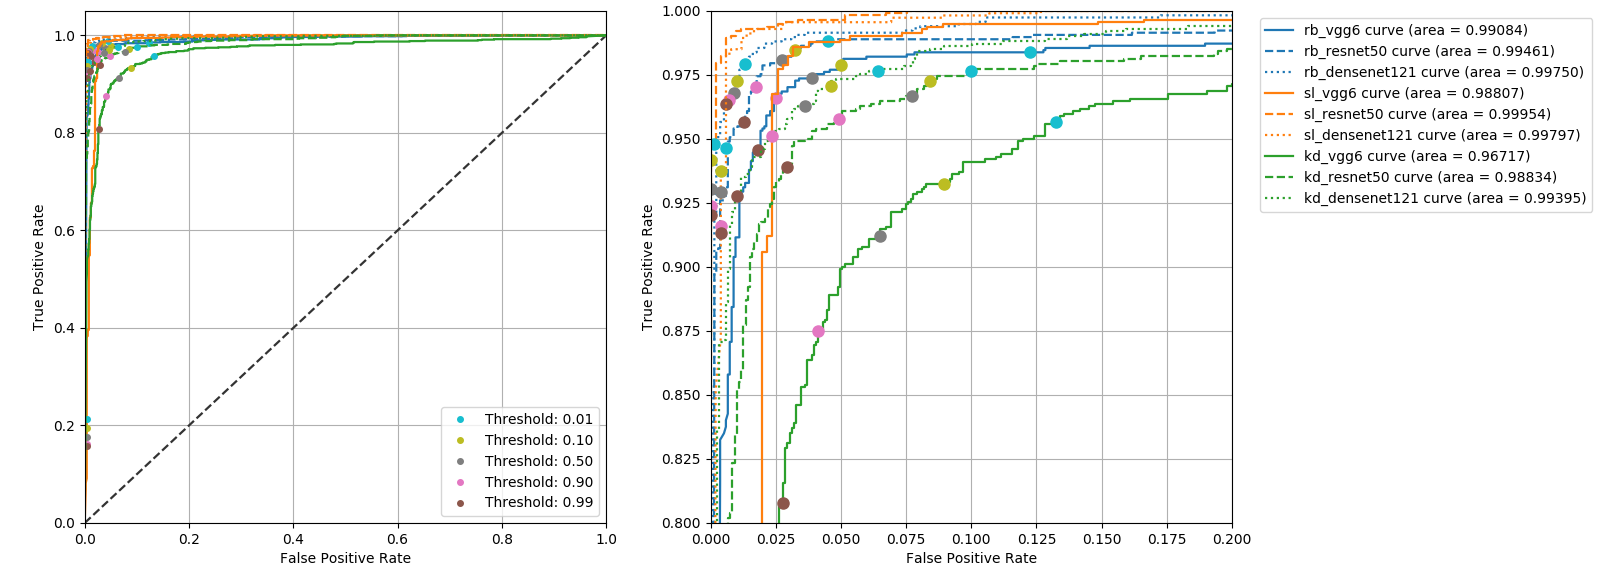 True Positive Rate
1.0
0.8
0.6
0.4
0.2
0.0
0.0 0.2 0.4 0.6 0.8 1.0
False Positive Rate
Threshold: 0.01
Threshold: 0.10
Threshold: 0.50
Threshold: 0.90
Threshold: 0.99
True Positive Rate
1.000
0.975
0.950
0.925
0.900
0.875
0.850
0.825
0.800
0.000 0.025 0.050 0.075 0.100 0.125 0.150 0.175 0.200
False Positive Rate
rb_vgg6 curve (area = 0.99084)
rb_resnet50 curve (area = 0.99461)
rb_densenet121 curve (area = 0.99750)
sl_vgg6 curve (area = 0.98807)
sl_resnet50 curve (area = 0.99954)
sl_densenet121 curve (area = 0.99797)
kd_vgg6 curve (area = 0.96717)
kd_resnet50 curve (area = 0.98834)
kd_densenet121 curve (area = 0.99395)